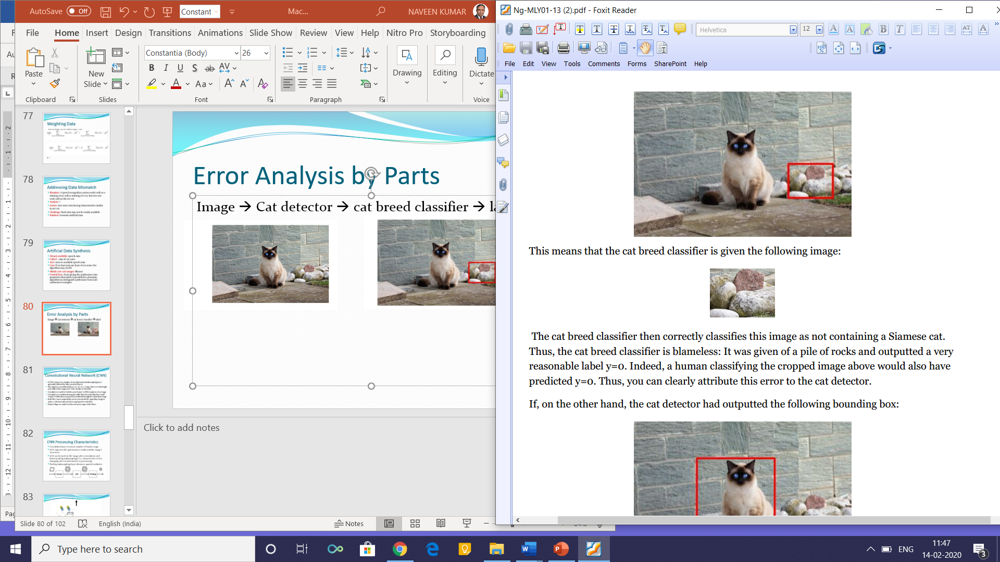 AutoSave Off Constant Mac... NAVEEN KUMAR
File Home Insert Design Transitions Animations Slide Show Review View Help Nitro Pro Storyboarding
Paste
New
Slide
Constantia (Body) 26
Drawing
Editing
Dictate
Clipboard Slides Font Paragraph Voice
77
Weighting Data
78
Addressing Data Mismatch
79
Artificial Data Synthesis
80
Error Analysis by Parts
Image → Cat detector → cat breed classifier → label
81
Convolutional Neural Network (CNN)
82
CNN Processing Characteristics
83
Error Analysis by Parts
Image → Cat detector → cat breed classifier →
Click to add notes
Slide 80 of 102 English (India) Notes
Ng-MLY01-13 (2).pdf - Foxit Reader
Helvetica 12
File Edit View Tools Comments Forms SharePoint Help
This means that the cat breed classifier is given the following image:
The cat breed classifier then correctly classifies this image as not containing a Siamese cat.
Thus, the cat breed classifier is blameless: It was given of a pile of rocks and outputted a very
reasonable label y=0. Indeed, a human classifying the cropped image above would also have
predicted y=0. Thus, you can clearly attribute this error to the cat detector.
If, on the other hand, the cat detector had outputted the following bounding box:
Type here to search
ENG
11:47
14-02-2020
3